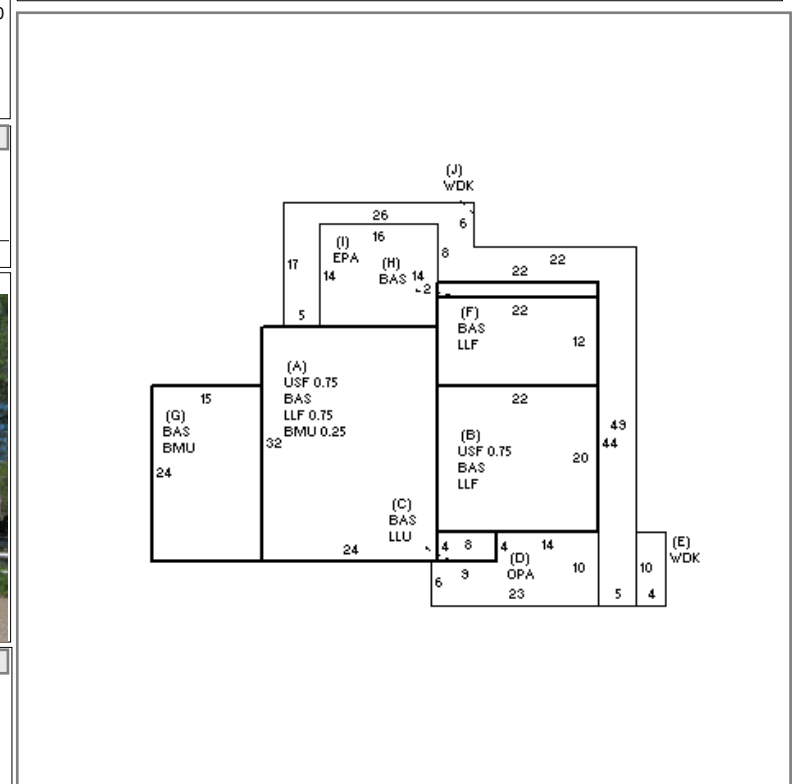 (J)
WDK
26
6
16
(I)
EPA
8
22
(H)
BAS
17
14
14
22
2
5
(F)
BAS
LLF
22
12
(A)
USF 0.75
BAS
LLF 0.75
BMU 0.25
15
22
(G)
BAS
BMU
49
(B)
USF 0.75
BAS
LLF
32
44
20
24
(C)
BAS
LLU
24
4
8
4
14
(E)
WDK
(D)
OPA
9
10
10
6
23
5
4